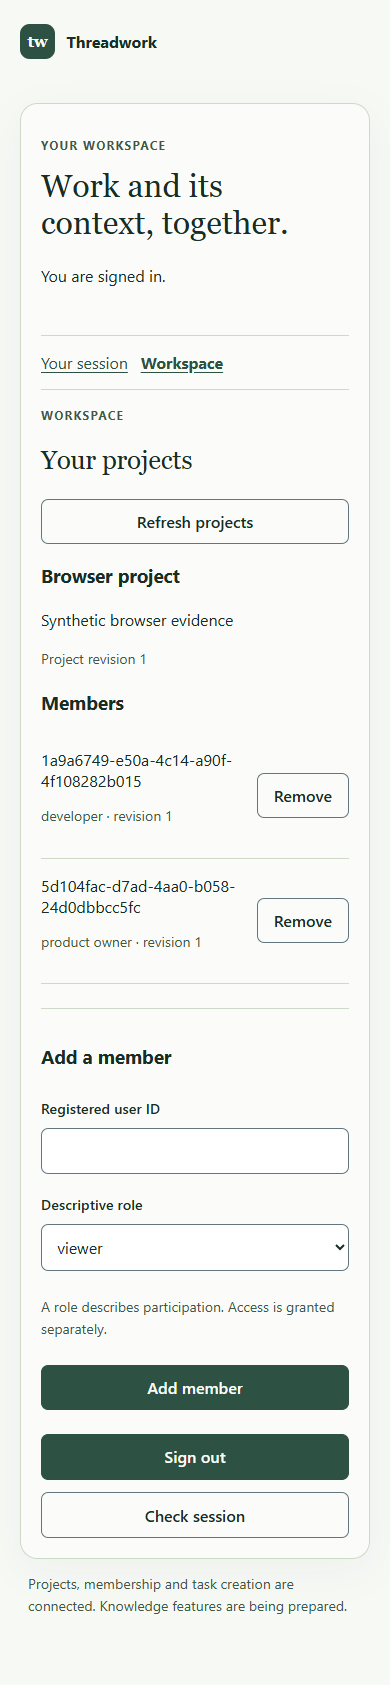 tw Threadwork
YOUR WORKSPACE
Work and its
context, together.
You are signed in.
Your session Workspace
WORKSPACE
Your projects
Refresh projects
Browser project
Synthetic browser evidence
Project revision 1
Members
1a9a6749-e50a-4c14-a90f-
4f108282b015
developer · revision 1
Remove
5d104fac-d7ad-4aa0-b058-
24d0dbbcc5fc
product owner · revision 1
Remove
Add a member
Registered user ID
Descriptive role
viewer
A role describes participation. Access is granted
separately.
Add member
Sign out
Check session
Projects, membership and task creation are
connected. Knowledge features are being prepared.